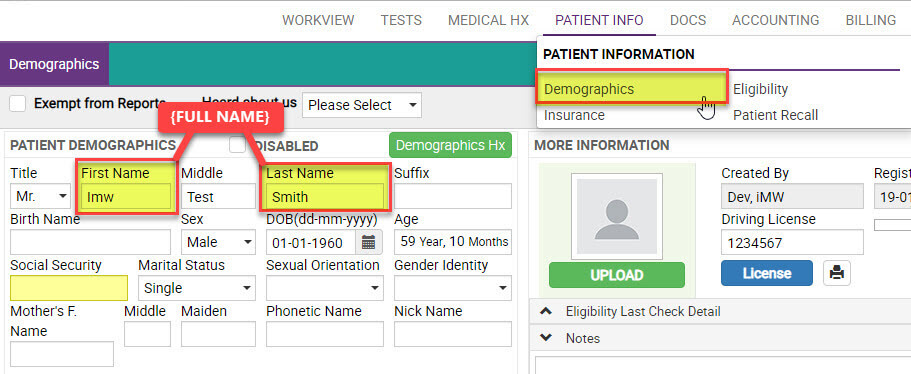 WORKVIEW TESTS MEDICAL HX PATIENT INFO DOCS ACCOUNTING BILLING
PATIENT INFORMATION
Demographics Eligibility
Insurance Patient Recall
Demographics
Exempt from Reports Heard about us Please Select
{FULL NAME}
PATIENT DEMOGRAPHICS DISABLED Demographics Hx
Title First Name Middle Last Name Suffix
Mr. Imw Test Smith
Birth Name Sex DOB(dd-mm-yyyy) Age
Male 01-01-1960 59 Year, 10 Months
Social Security Marital Status Sexual Orientation Gender Identity
Single
Mother's F. Name Middle Maiden Phonetic Name Nick Name
MORE INFORMATION
UPLOAD
Created By Regist
Dev, iMW 19-01
Driving License
1234567
License
Eligibility Last Check Detail
Notes